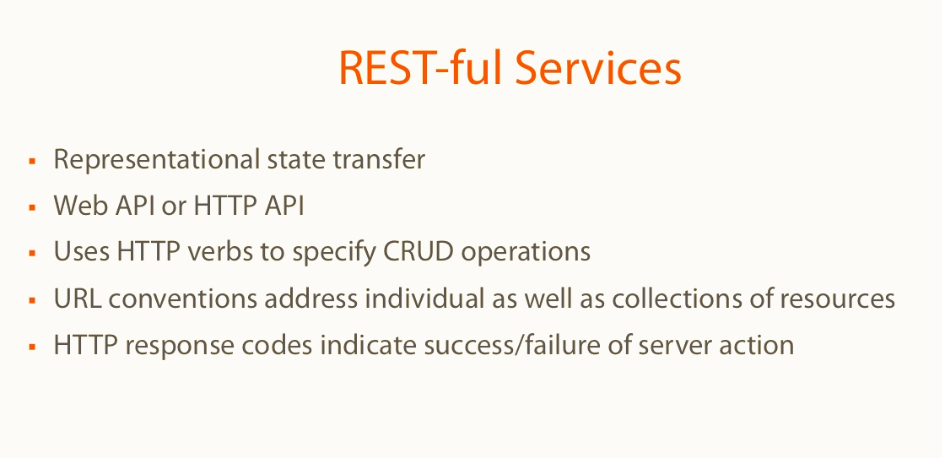 REST-ful Services
▪ Representational state transfer
▪ Web API or HTTP API
▪ Uses HTTP verbs to specify CRUD operations
▪ URL conventions address individual as well as collections of resources
▪ HTTP response codes indicate success/failure of server action